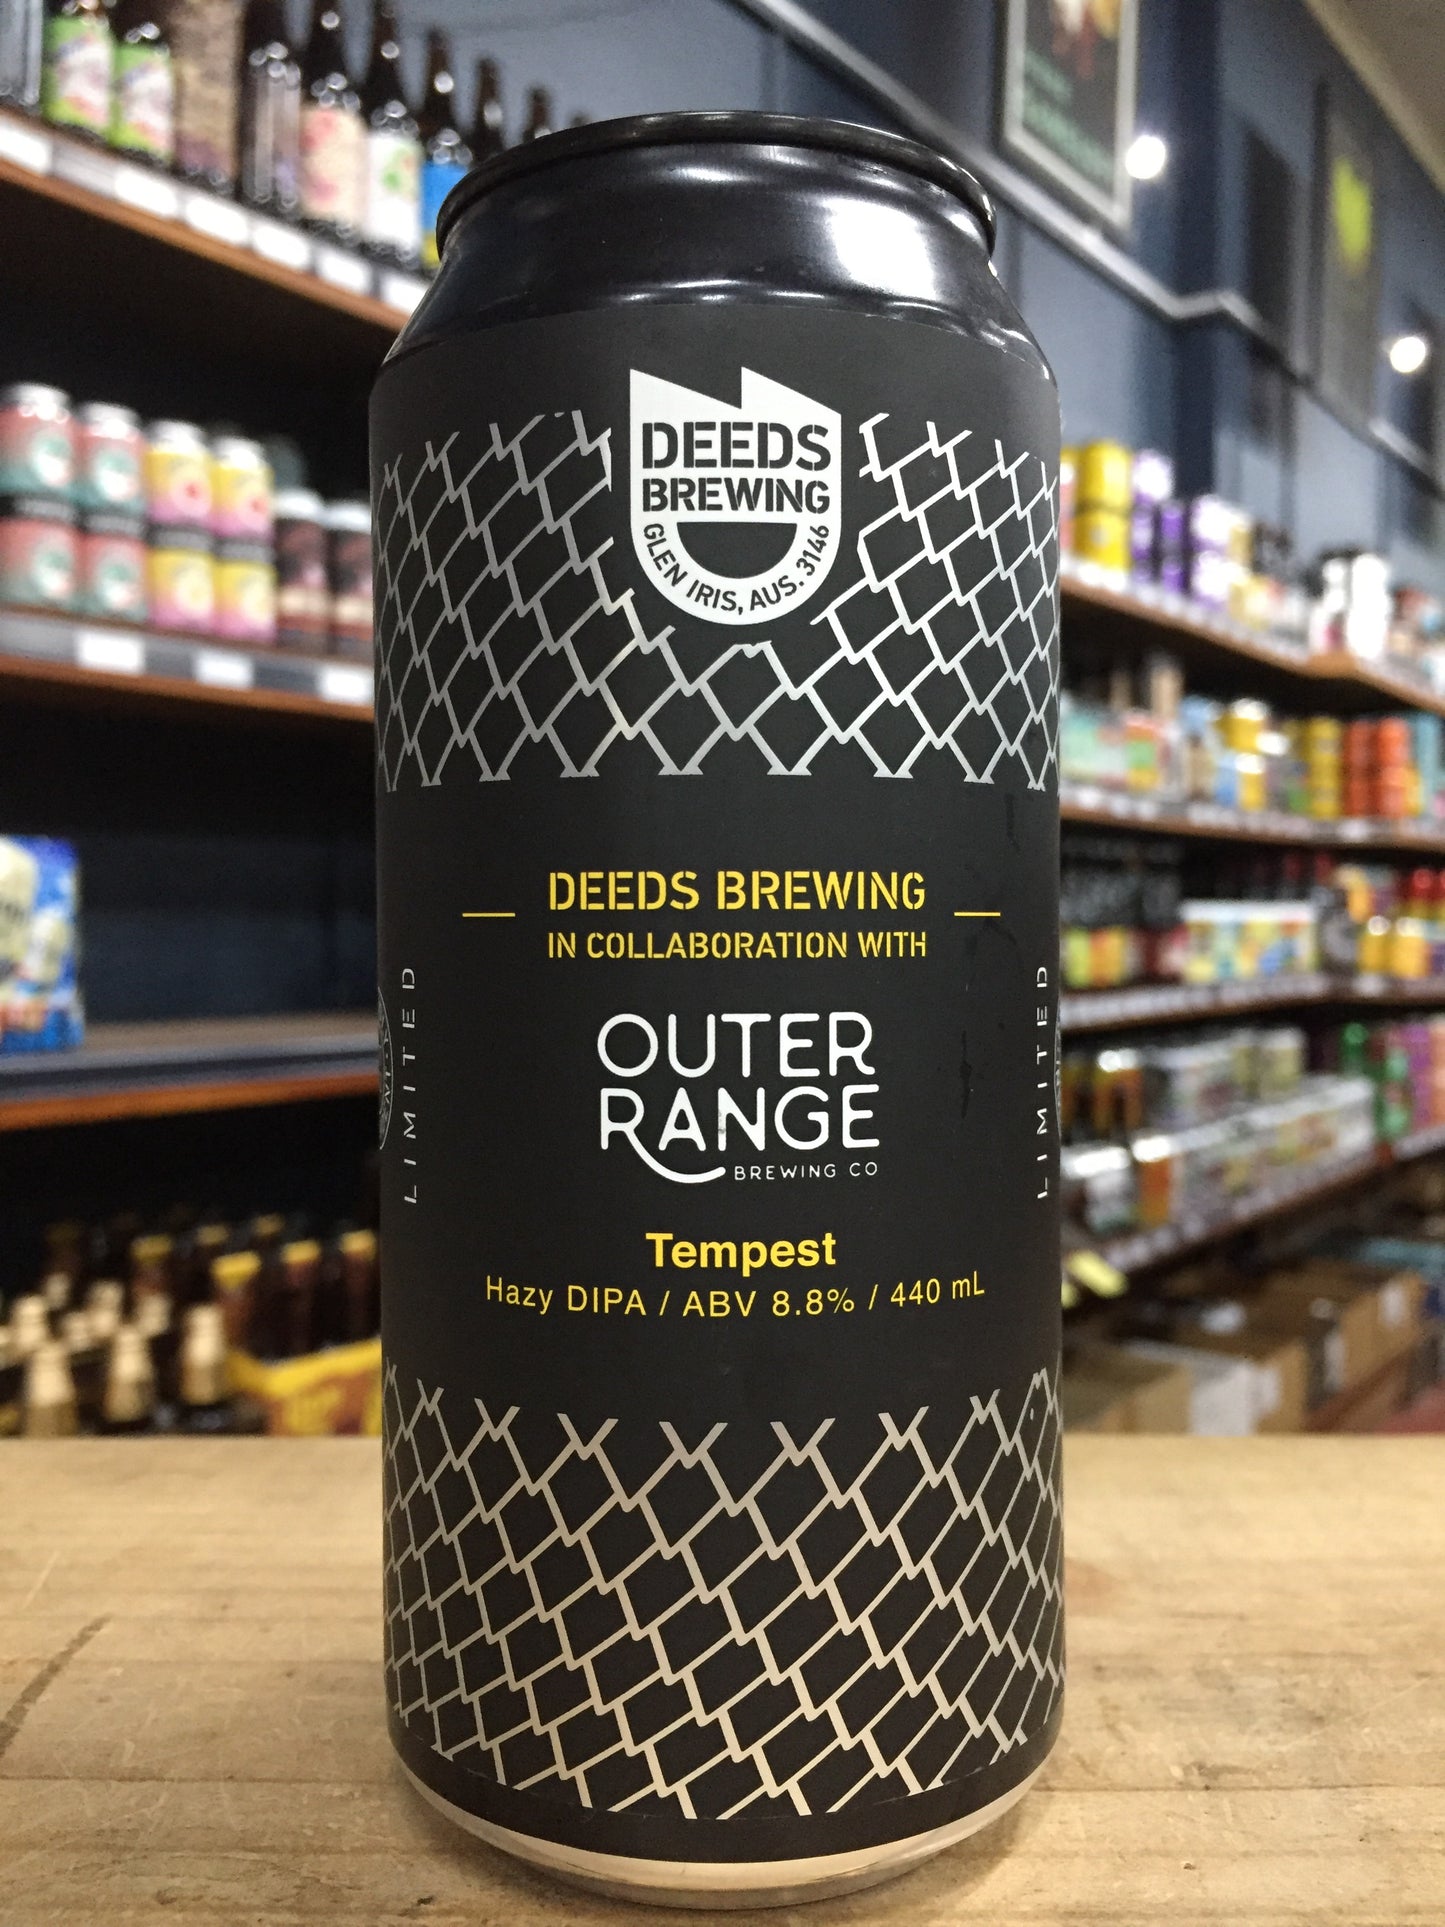 DEEDS
BREWING
GLEN IRIS, AUS. 3146
DEEDS BREWING
IN COLLABORATION WITH
OUTER
RANGE
BREWING CO
Tempest
Hazy DIPA / ABV 8.8% / 440 mL
LIMITED
LIMITED